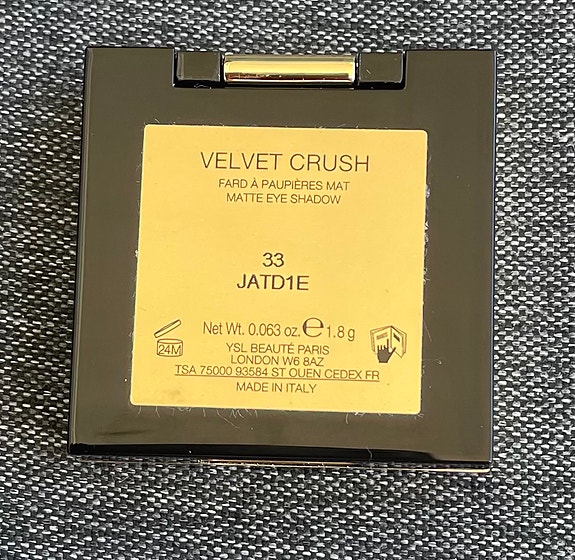 VELVET CRUSH
FARD À PAUPIÈRES MAT
MATTE EYE SHADOW
33
JATD1E
Net Wt. 0.063 oz. ℮ 1.8 g
24M
YSL BEAUTÉ PARIS
LONDON W6 8AZ
TSA 75000 93584 ST OUEN CEDEX FR
MADE IN ITALY